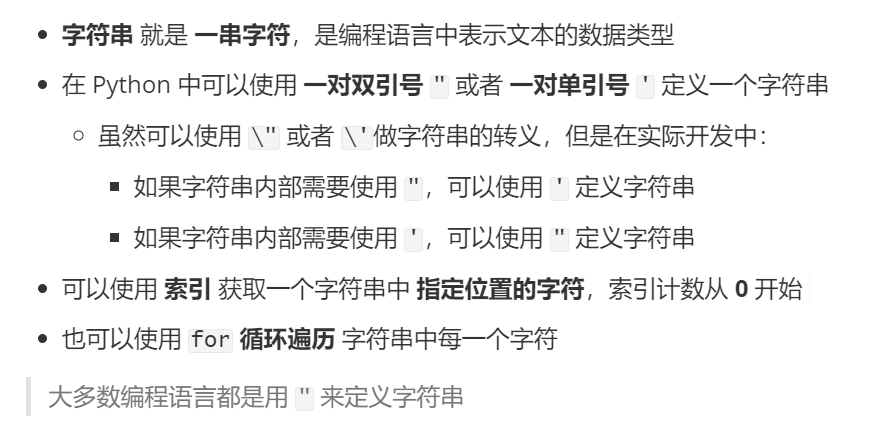 字符串 就是 一串字符，是编程语言中表示文本的数据类型
在 Python 中可以使用 一对双引号 " 或者 一对单引号 ' 定义一个字符串
虽然可以使用 \" 或者 \'做字符串的转义，但是在实际开发中：
如果字符串内部需要使用 "，可以使用 ' 定义字符串
如果字符串内部需要使用 '，可以使用 " 定义字符串
可以使用 索引 获取一个字符串中 指定位置的字符，索引计数从 0 开始
也可以使用 for 循环遍历 字符串中每一个字符
大多数编程语言都是用 " 来定义字符串